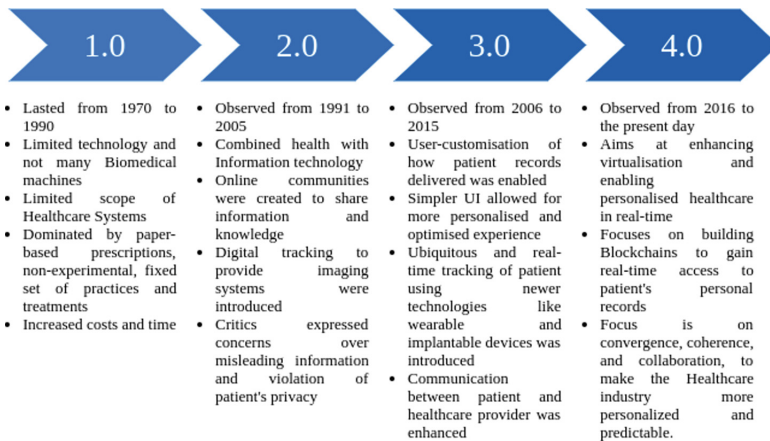 1.0
2.0
3.0
4.0
• Lasted from 1970 to
1990
• Limited technology and
not many Biomedical
machines
• Limited scope of
Healthcare Systems
• Dominated by paper-
based prescriptions,
non-experimental, fixed
set of practices and
treatments
• Increased costs and time
• Observed from 1991 to
2005
• Combined health with
Information technology
• Online communities
were created to share
information and
knowledge
• Digital tracking to
provide imaging
systems were
introduced
• Critics expressed
concerns over
misleading information
and violation of
patient's privacy
• Observed from 2006 to
2015
• User-customisation of
how patient records
delivered was enabled
• Simpler UI allowed for
more personalised and
optimised experience
• Ubiquitous and real-
time tracking of patient
using newer
technologies like
wearable and
implantable devices was
introduced
• Communication
between patient and
healthcare provider was
enhanced
• Observed from 2016 to
the present day
• Aims at enhancing
virtualisation and
enabling
personalised healthcare
in real-time
• Focuses on building
Blockchains to gain
real-time access to
patient's personal
records
• Focus is on
convergence, coherence,
and collaboration, to
make the Healthcare
industry more
personalized and
predictable.